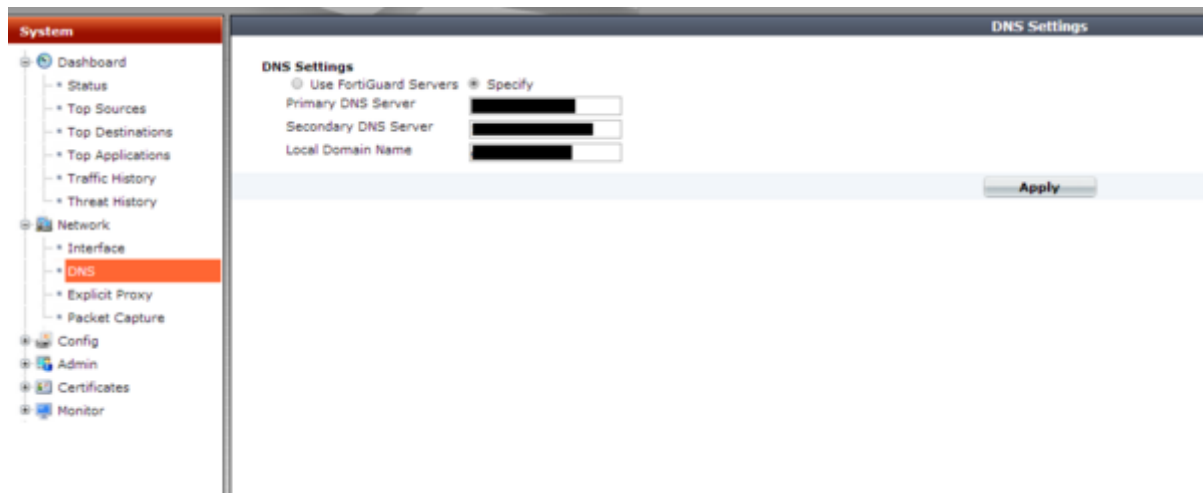 System
Dashboard
Status
Top Sources
Top Destinations
Top Applications
Traffic History
Threat History
Network
Interface
DNS
Explicit Proxy
Packet Capture
Config
Admin
Certificates
Monitor
DNS Settings
DNS Settings
Use FortiGuard Servers Specify
Primary DNS Server
Secondary DNS Server
Local Domain Name
Apply